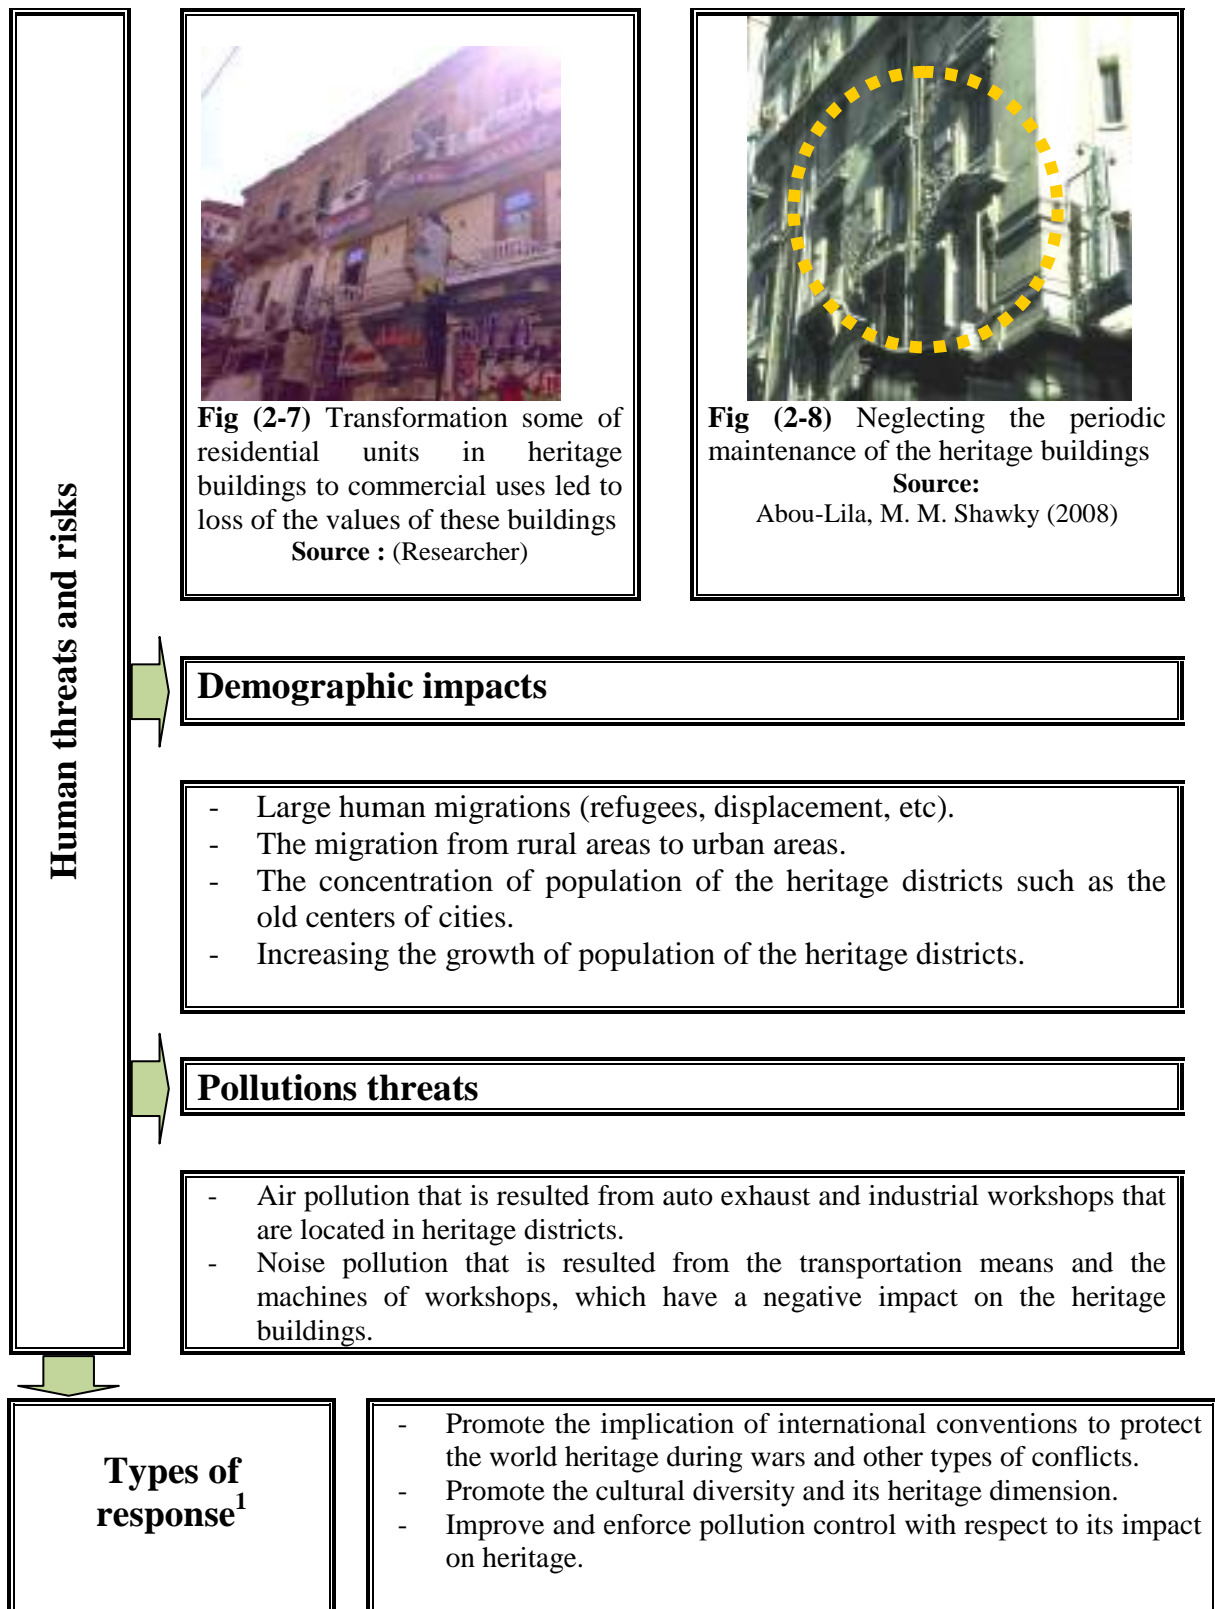 Human threats and risks
Fig (2-7) Transformation some of
residential units in heritage
buildings to commercial uses led to
loss of the values of these buildings
Source : (Researcher)
Fig (2-8) Neglecting the periodic
maintenance of the heritage buildings
Source:
Abou-Lila, M. M. Shawky (2008)
Demographic impacts
- Large human migrations (refugees, displacement, etc).
- The migration from rural areas to urban areas.
- The concentration of population of the heritage districts such as the
old centers of cities.
- Increasing the growth of population of the heritage districts.
Pollutions threats
- Air pollution that is resulted from auto exhaust and industrial workshops that
are located in heritage districts.
- Noise pollution that is resulted from the transportation means and the
machines of workshops, which have a negative impact on the heritage
buildings.
Types of
response1
- Promote the implication of international conventions to protect
the world heritage during wars and other types of conflicts.
- Promote the cultural diversity and its heritage dimension.
- Improve and enforce pollution control with respect to its impact
on heritage.